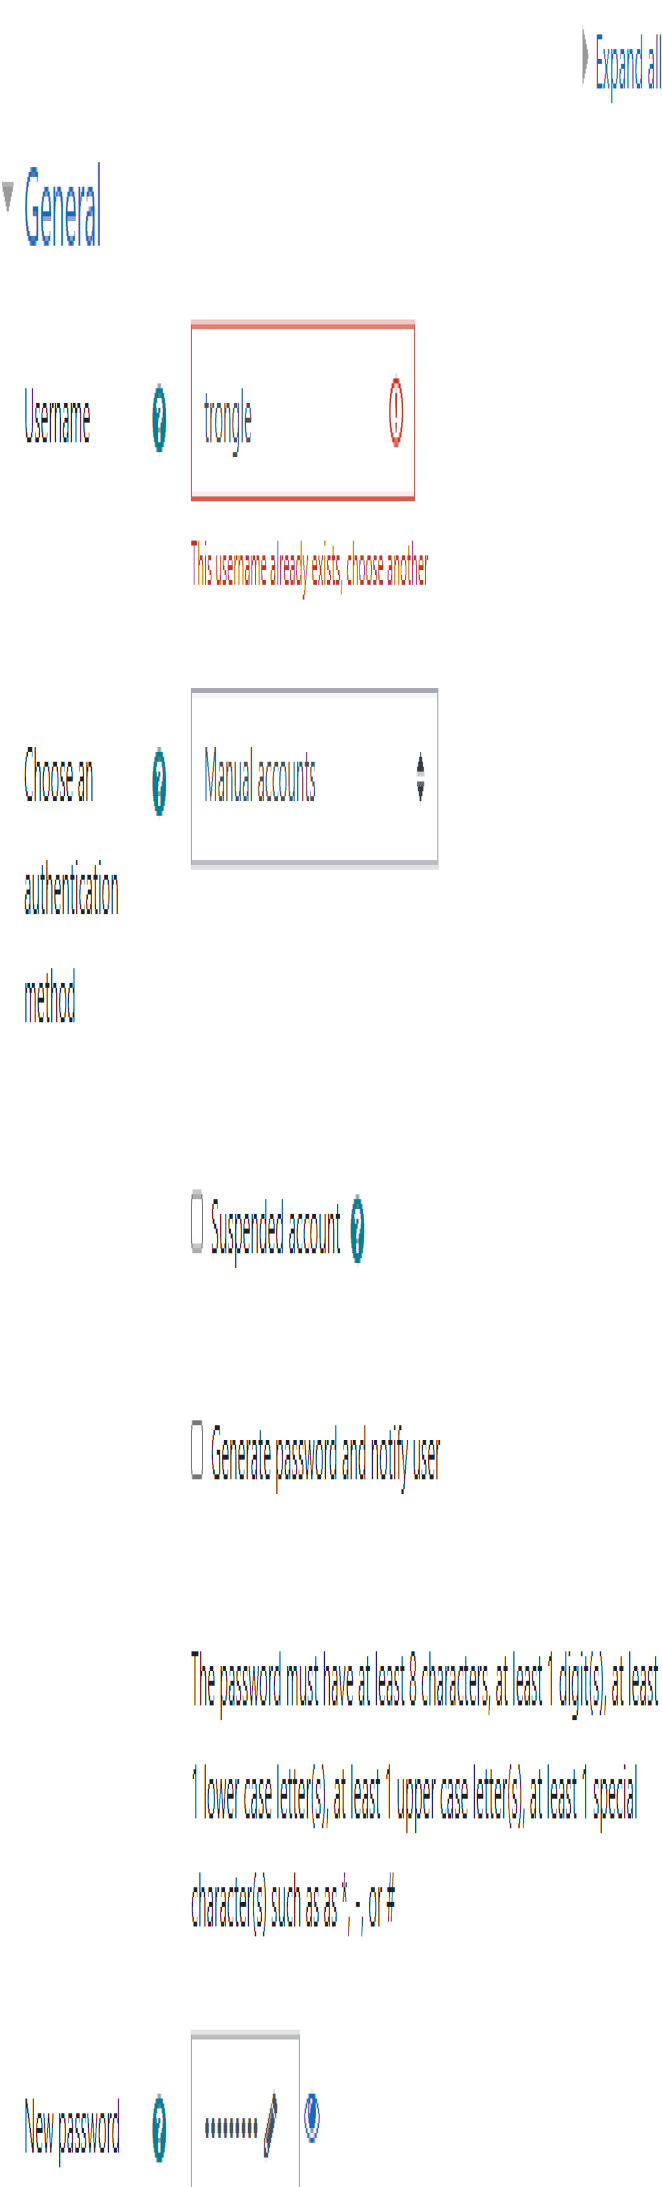 Expand all
General
Username
trongle
This username already exists, choose another
Choose an
authentication
method
Manual accounts
Suspended account
Generate password and notify user
The password must have at least 8 characters, at least 1 digit(s), at least
1 lower case letter(s), at least 1 upper case letter(s), at least 1 special
character(s) such as as *, -, or #
New password
•••••••••